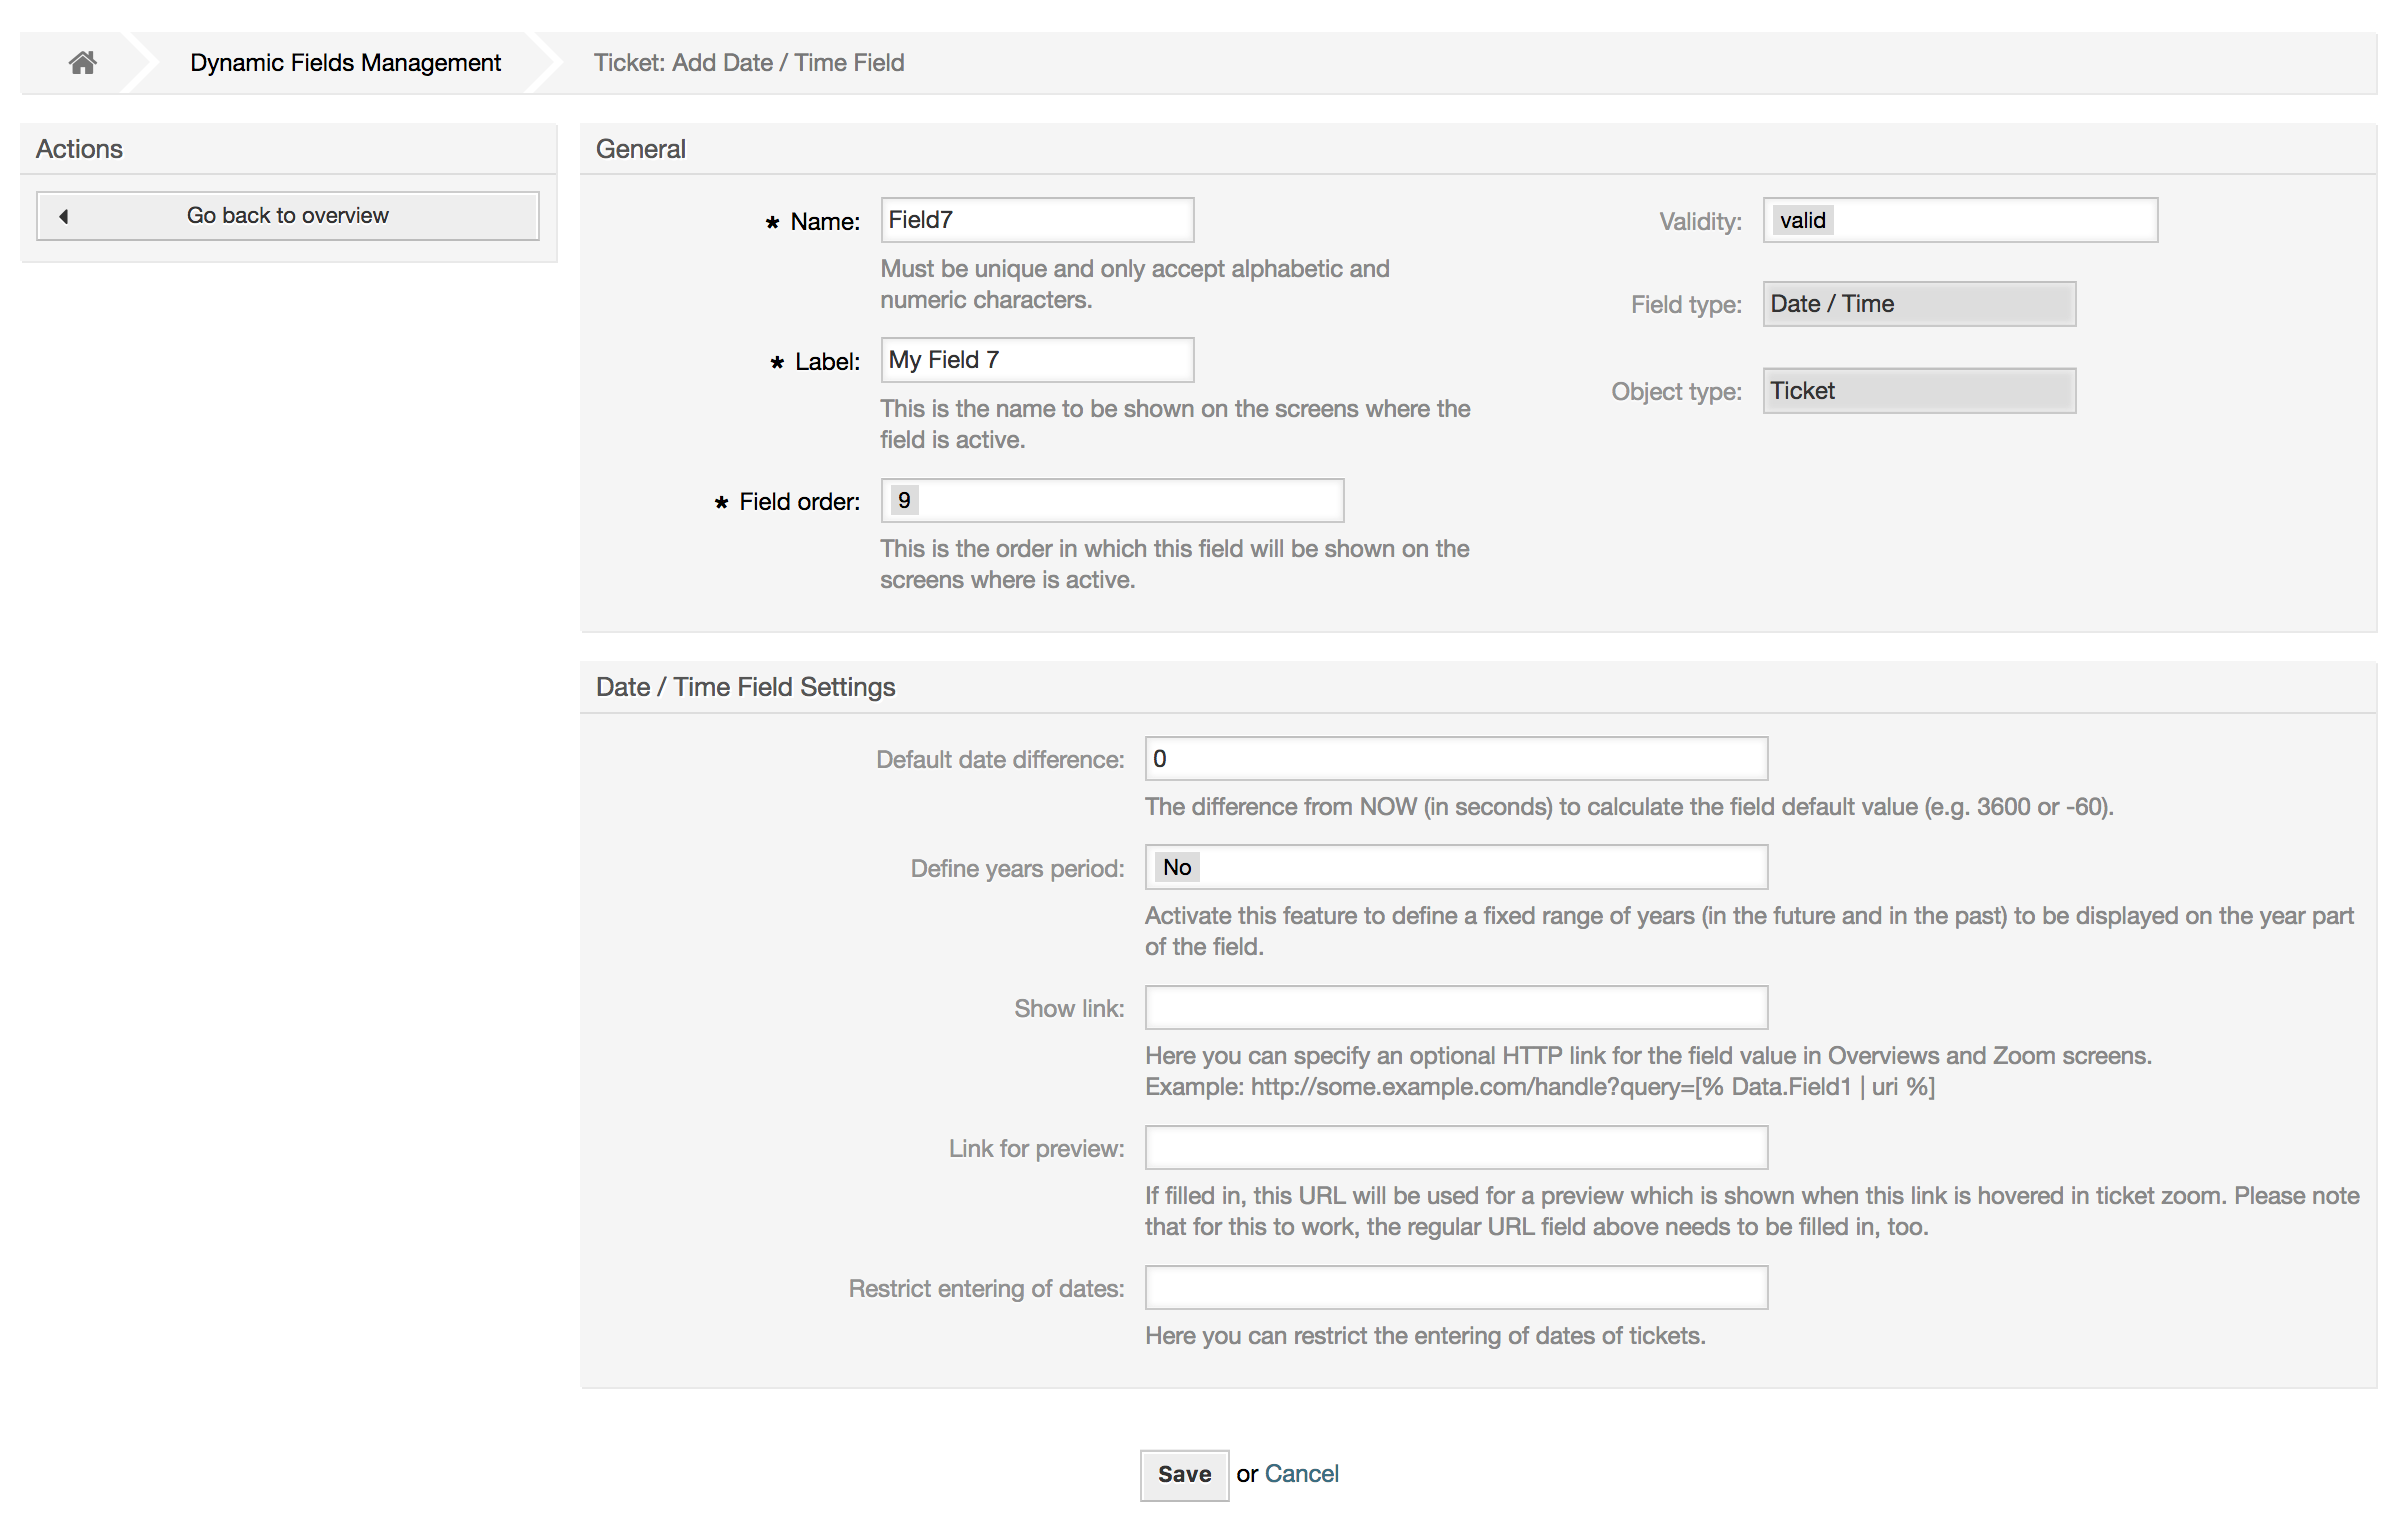 Dynamic Fields Management
Ticket: Add Date / Time Field
Actions
Go back to overview
General
* Name: Field7
Must be unique and only accept alphabetic and
numeric characters.
* Label: My Field 7
This is the name to be shown on the screens where the
field is active.
* Field order: 9
This is the order in which this field will be shown on the
screens where is active.
Validity: valid
Field type: Date / Time
Object type: Ticket
Date / Time Field Settings
Default date difference: 0
The difference from NOW (in seconds) to calculate the field default value (e.g. 3600 or -60).
Define years period: No
Activate this feature to define a fixed range of years (in the future and in the past) to be displayed on the year part
of the field.
Show link:
Here you can specify an optional HTTP link for the field value in Overviews and Zoom screens.
Example: http://some.example.com/handle?query=[% Data.Field1 | uri %]
Link for preview:
If filled in, this URL will be used for a preview which is shown when this link is hovered in ticket zoom. Please note
that for this to work, the regular URL field above needs to be filled in, too.
Restrict entering of dates:
Here you can restrict the entering of dates of tickets.
Save or Cancel